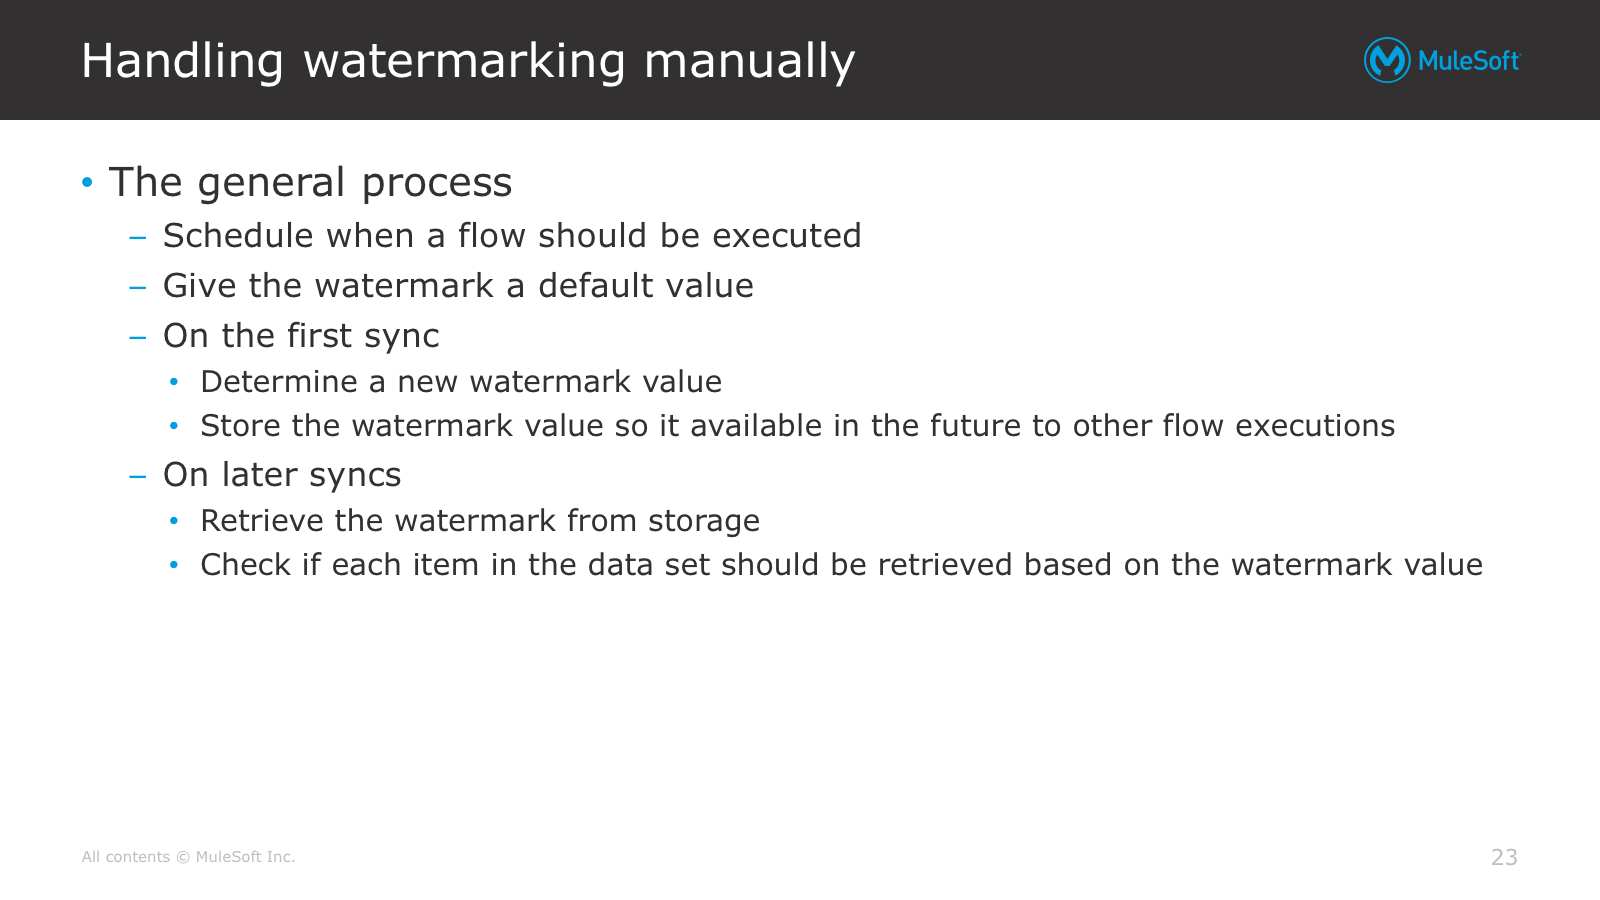 Handling watermarking manually
MuleSoft
• The general process
– Schedule when a flow should be executed
– Give the watermark a default value
– On the first sync
• Determine a new watermark value
• Store the watermark value so it available in the future to other flow executions
– On later syncs
• Retrieve the watermark from storage
• Check if each item in the data set should be retrieved based on the watermark value
All contents © MuleSoft Inc.
23